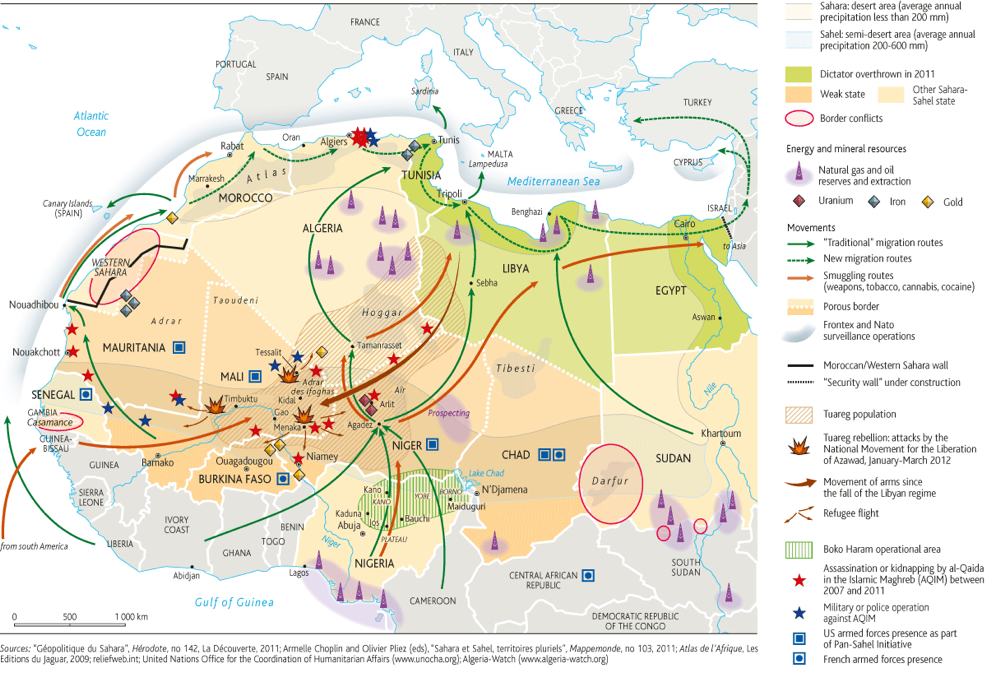 FRANCE
ITALY
PORTUGAL
SPAIN
Sardinia
GREECE
TURKEY
Atlantic
Ocean
Oran
Algiers
Tunis
MALTA
Lampedusa
CYPRUS
Rabat
Atlas
TUNISIA
Mediterranean Sea
Marrakesh
MOROCCO
Tripoli
Canary Islands
(SPAIN)
Benghazi
ISRAEL
Cairo
to Asia
ALGERIA
WESTERN
SAHARA
LIBYA
Sebha
EGYPT
Nouadhibou
Taoudeni
Hoggar
Aswan
Adrar
Nouakchott
MAURITANIA
Tamanrasset
Tessalit
Tibesti
MALI
Adrar
des Ifoghas
Kidal
Aïr
Arlit
Nile
SENEGAL
Timbuktu
Gao
Menaka
Agadez
Prospecting
GAMBIA
Casamance
GUINEA-
BISSAU
NIGER
Khartoum
Bamako
Niamey
CHAD
SUDAN
GUINEA
Ouagadougou
BURKINA FASO
Lake Chad
Darfur
N'Djamena
Kano
KANO
YOBE
BORNO
Maiduguri
SIERRA
LEONE
IVORY
COAST
BENIN
TOGO
GHANA
Kaduna
Abuja
Jos
Bauchi
PLATEAU
Niger
from south America
LIBERIA
NIGERIA
SOUTH
SUDAN
Abidjan
Lagos
CENTRAL AFRICAN
REPUBLIC
Gulf of Guinea
CAMEROON
DEMOCRATIC REPUBLIC
OF THE CONGO
0 500 1 000 km
Sources: "Géopolitique du Sahara", Hérodote, no 142, La Découverte, 2011; Armelle Choplin and Olivier Pliez (eds), "Sahara et Sahel, territoires pluriels", Mappemonde, no 103, 2011; Atlas de l'Afrique, Les
Editions du Jaguar, 2009; reliefweb.int; United Nations Office for the Coordination of Humanitarian Affairs (www.unocha.org); Algeria-Watch (www.algeria-watch.org)
Sahara: desert area (average annual
precipitation less than 200 mm)
Sahel: semi-desert area (average annual
precipitation 200-600 mm)
Dictator overthrown in 2011
Weak state
Other Sahara-
Sahel state
Border conflicts
Energy and mineral resources
Natural gas and oil
reserves and extraction
Uranium
Iron
Gold
Movements
"Traditional" migration routes
New migration routes
Smuggling routes
(weapons, tobacco, cannabis, cocaine)
Porous border
Frontex and Nato
surveillance operations
Moroccan/Western Sahara wall
"Security wall" under construction
Tuareg population
Tuareg rebellion: attacks by the
National Movement for the Liberation
of Azawad, January-March 2012
Movement of arms since
the fall of the Libyan regime
Refugee flight
Boko Haram operational area
Assassination or kidnapping by al-Qaida
in the Islamic Maghreb (AQIM) between
2007 and 2011
Military or police operation
against AQIM
US armed forces presence as part
of Pan-Sahel Initiative
French armed forces presence